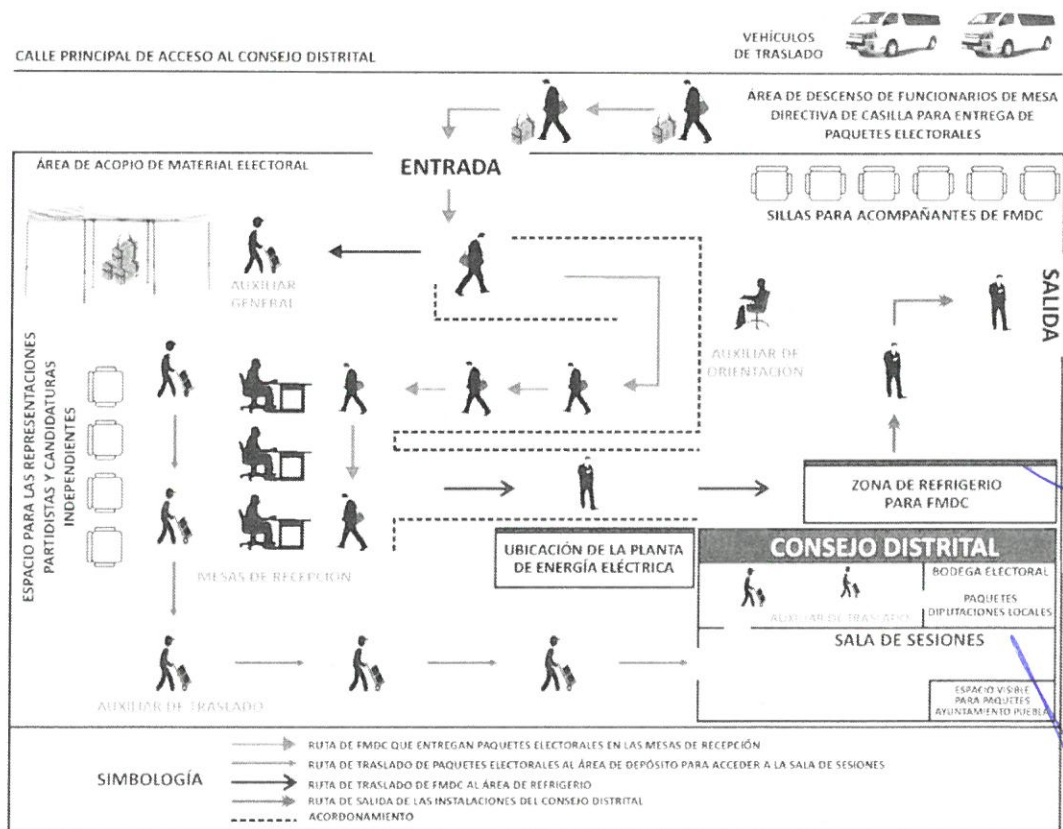 CALLE PRINCIPAL DE ACCESO AL CONSEJO DISTRITAL
VEHÍCULOS
DE TRASLADO
ÁREA DE DESCENSO DE FUNCIONARIOS DE MESA
DIRECTIVA DE CASILLA PARA ENTREGA DE
PAQUETES ELECTORALES
ÁREA DE ACOPIO DE MATERIAL ELECTORAL
ENTRADA
SILLAS PARA ACOMPAÑANTES DE FMDC
AUXILIAR
GENERAL
SALIDA
AUXILIAR DE
ORIENTACIÓN
ESPACIO PARA LAS REPRESENTACIONES
PARTIDISTAS Y CANDIDATURAS
INDEPENDIENTES
ZONA DE REFRIGERIO
PARA FMDC
MESAS DE RECEPCIÓN
UBICACIÓN DE LA PLANTA
DE ENERGÍA ELÉCTRICA
CONSEJO DISTRITAL
BODEGA ELECTORAL
PAQUETES
DIPUTACIONES LOCALES
AUXILIAR DE TRASLADO
SALA DE SESIONES
ESPACIO VISIBLE
PARA PAQUETES
AYUNTAMIENTO PUEBLA
AUXILIAR DE TRASLADO
SIMBOLOGÍA
RUTA DE FMDC QUE ENTREGAN PAQUETES ELECTORALES EN LAS MESAS DE RECEPCIÓN
RUTA DE TRASLADO DE PAQUETES ELECTORALES AL ÁREA DE DEPÓSITO PARA ACCEDER A LA SALA DE SESIONES
RUTA DE TRASLADO DE FMDC AL ÁREA DE REFRIGERIO
RUTA DE SALIDA DE LAS INSTALACIONES DEL CONSEJO DISTRITAL
ACORDONAMIENTO